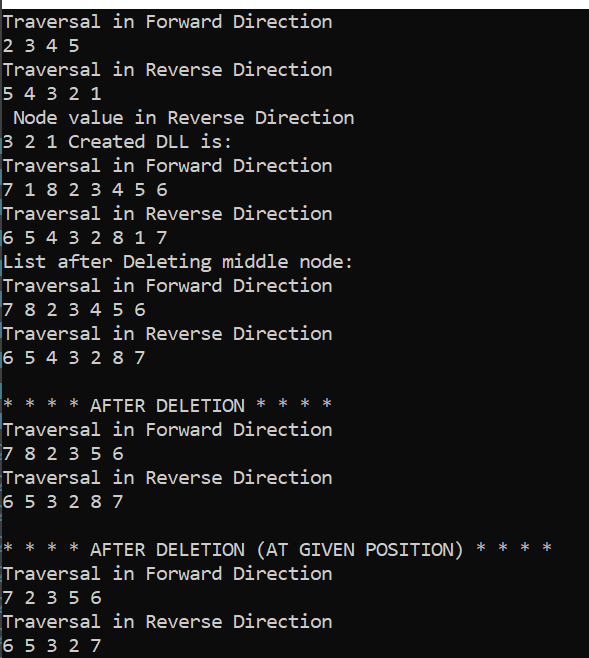 Traversal in Forward Direction
2 3 4 5
Traversal in Reverse Direction
5 4 3 2 1
Node value in Reverse Direction
3 2 1 Created DLL is:
Traversal in Forward Direction
7 1 8 2 3 4 5 6
Traversal in Reverse Direction
6 5 4 3 2 8 1 7
List after Deleting middle node:
Traversal in Forward Direction
7 8 2 3 4 5 6
Traversal in Reverse Direction
6 5 4 3 2 8 7
* * * * AFTER DELETION * * * *
Traversal in Forward Direction
7 8 2 3 5 6
Traversal in Reverse Direction
6 5 3 2 8 7
* * * * AFTER DELETION (AT GIVEN POSITION) * * * *
Traversal in Forward Direction
7 2 3 5 6
Traversal in Reverse Direction
6 5 3 2 7